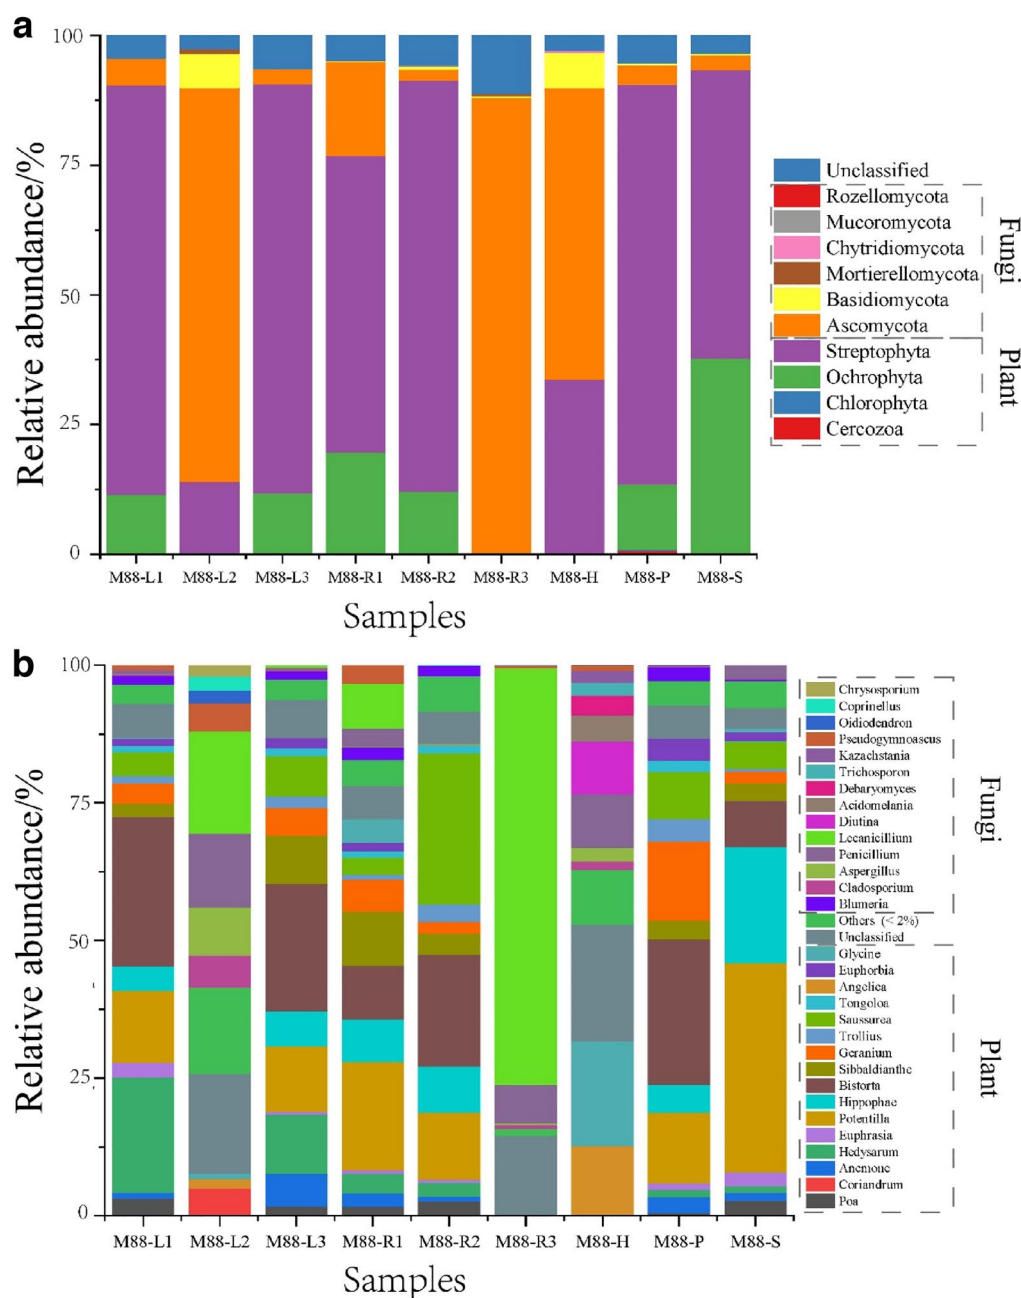 a
Relative abundance/%
100
75
50
25
0
M88-L1 M88-L2 M88-L3 M88-R1 M88-R2 M88-R3 M88-H M88-P M88-S
Samples
Unclassified
Rozellomycota
Mucoromycota
Chytridiomycota
Mortierellomycota
Basidiomycota
Ascomycota
Streptophyta
Ochrophyta
Chlorophyta
Cercozoa
Fungi
Plant
b
Relative abundance/%
100
75
50
25
0
M88-L1 M88-L2 M88-L3 M88-R1 M88-R2 M88-R3 M88-H M88-P M88-S
Samples
Chrysosporium
Coprinellus
Oidiodendron
Pseudogymnoascus
Kazachstania
Trichosporon
Debaryomyces
Acidomelania
Diutina
Lecanicillium
Penicillium
Aspergillus
Cladosporium
Blumeria
Others (< 2%)
Unclassified
Glycine
Euphorbia
Angelica
Tongoloa
Saussurea
Trollius
Geranium
Sibbaldianthe
Bistorta
Hippophae
Potentilla
Euphrasia
Hedysarum
Anemone
Coriandrum
Poa
Fungi
Plant